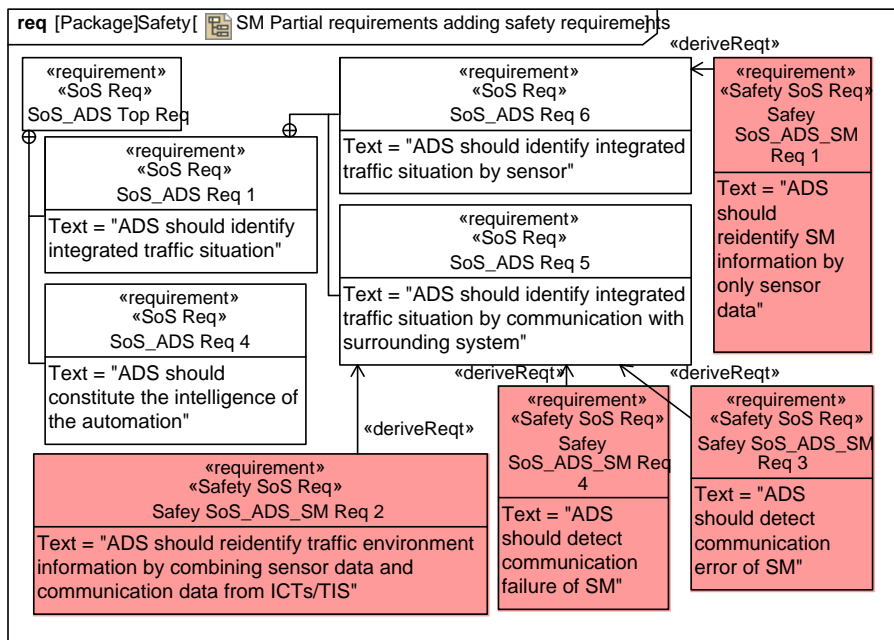 req [Package]Safety[ SM Partial requirements adding safety requirements]
«requirement»
«SoS Req»
SoS_ADS Top Req
«requirement»
«SoS Req»
SoS_ADS Req 1
Text = "ADS should identify
integrated traffic situation"
«requirement»
«SoS Req»
SoS_ADS Req 4
Text = "ADS should
constitute the intelligence of
the automation"
«requirement»
«SoS Req»
SoS_ADS Req 6
Text = "ADS should identify integrated
traffic situation by sensor"
«requirement»
«SoS Req»
SoS_ADS Req 5
Text = "ADS should identify integrated
traffic situation by communication with
surrounding system"
«deriveReqt»
«requirement»
«Safety SoS Req»
Safey
SoS_ADS_SM
Req 1
Text = "ADS
should
reidentify SM
information by
only sensor
data"
«deriveReqt»
«requirement»
«Safety SoS Req»
Safey SoS_ADS_SM Req 2
Text = "ADS should reidentify traffic environment
information by combining sensor data and
communication data from ICTs/TIS"
«deriveReqt»
«requirement»
«Safety SoS Req»
Safey
SoS_ADS_SM Req
4
Text = "ADS
should detect
communication
failure of SM"
«deriveReqt»
«requirement»
«Safety SoS Req»
Safey SoS_ADS_SM
Req 3
Text = "ADS
should detect
communication
error of SM"